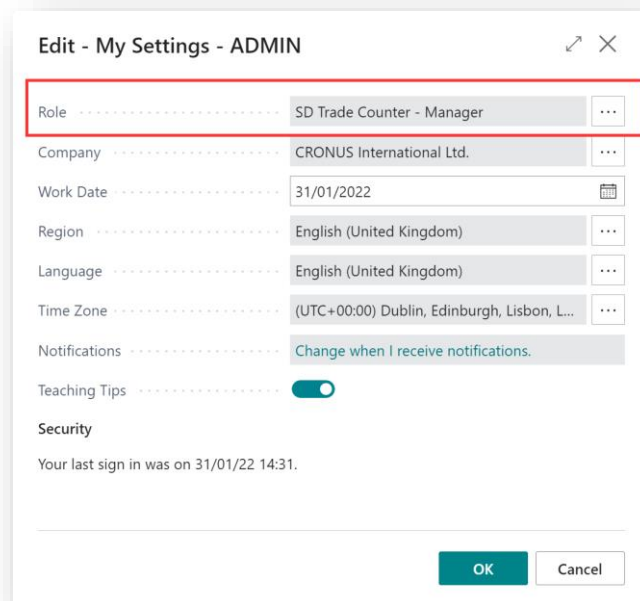 Edit - My Settings - ADMIN
Role SD Trade Counter - Manager ...
Company CRONUS International Ltd. ...
Work Date 31/01/2022
Region English (United Kingdom) ...
Language English (United Kingdom) ...
Time Zone (UTC+00:00) Dublin, Edinburgh, Lisbon, L... ...
Notifications Change when I receive notifications.
Teaching Tips
Security
Your last sign in was on 31/01/22 14:31.
OK Cancel